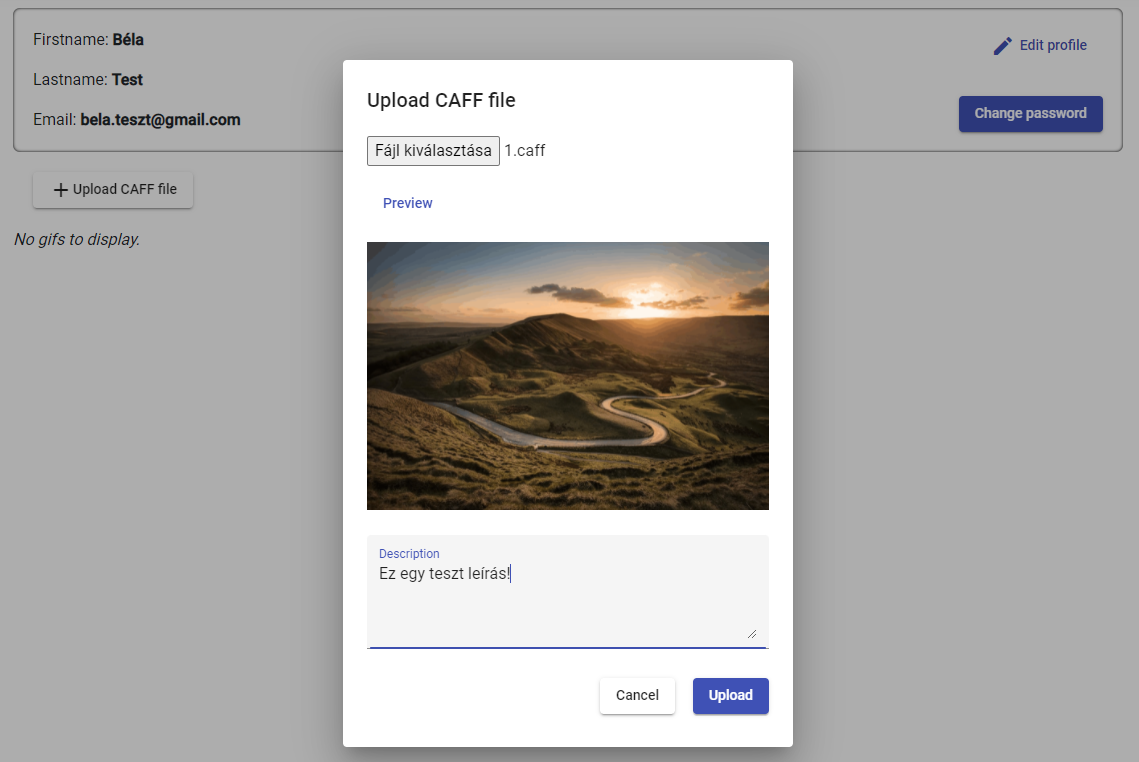 Firstname: Béla
Edit profile
Lastname: Test
Email: bela.teszt@gmail.com
Change password
Upload CAFF file
No gifs to display.
Upload CAFF file
Fájl kiválasztása 1.caff
Preview
Description
Ez egy teszt leírás!
Cancel Upload